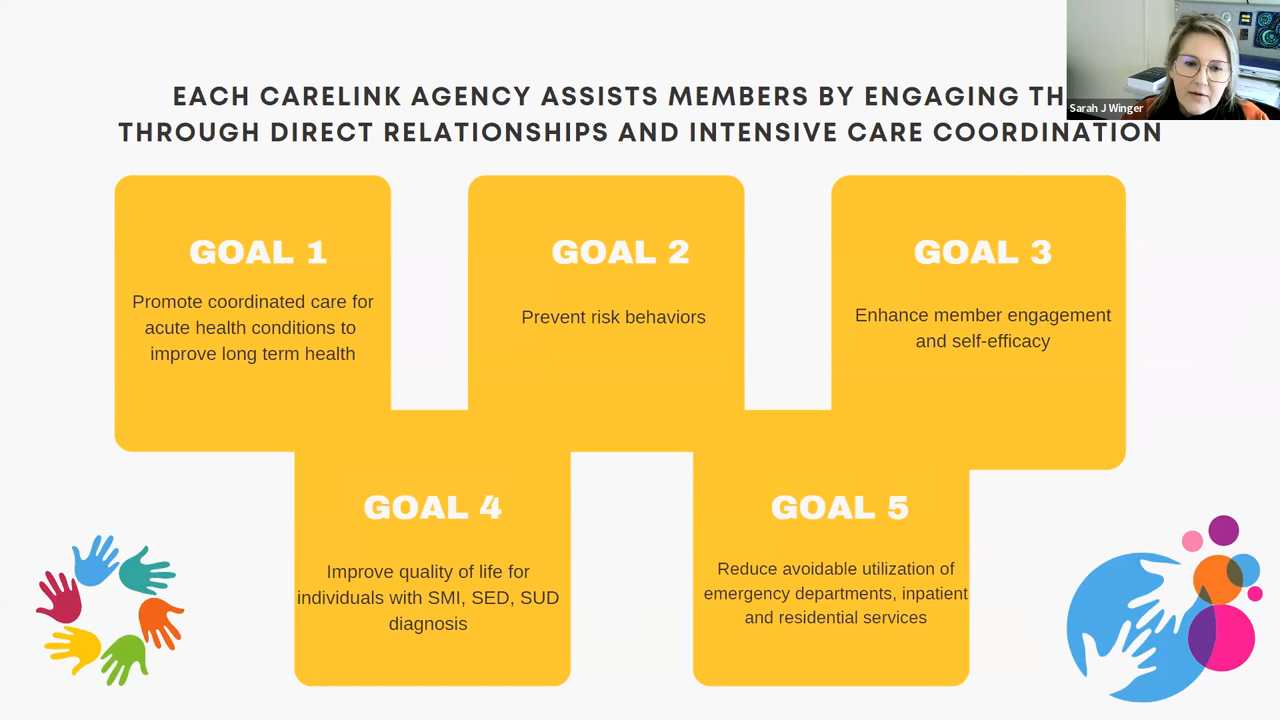 EACH CARELINK AGENCY ASSISTS MEMBERS BY ENGAGING TH
THROUGH DIRECT RELATIONSHIPS AND INTENSIVE CARE COORDINATION
Sarah J Winger
GOAL 1
Promote coordinated care for
acute health conditions to
improve long term health
GOAL 2
Prevent risk behaviors
GOAL 3
Enhance member engagement
and self-efficacy
GOAL 4
Improve quality of life for
individuals with SMI, SED, SUD
diagnosis
GOAL 5
Reduce avoidable utilization of
emergency departments, inpatient
and residential services